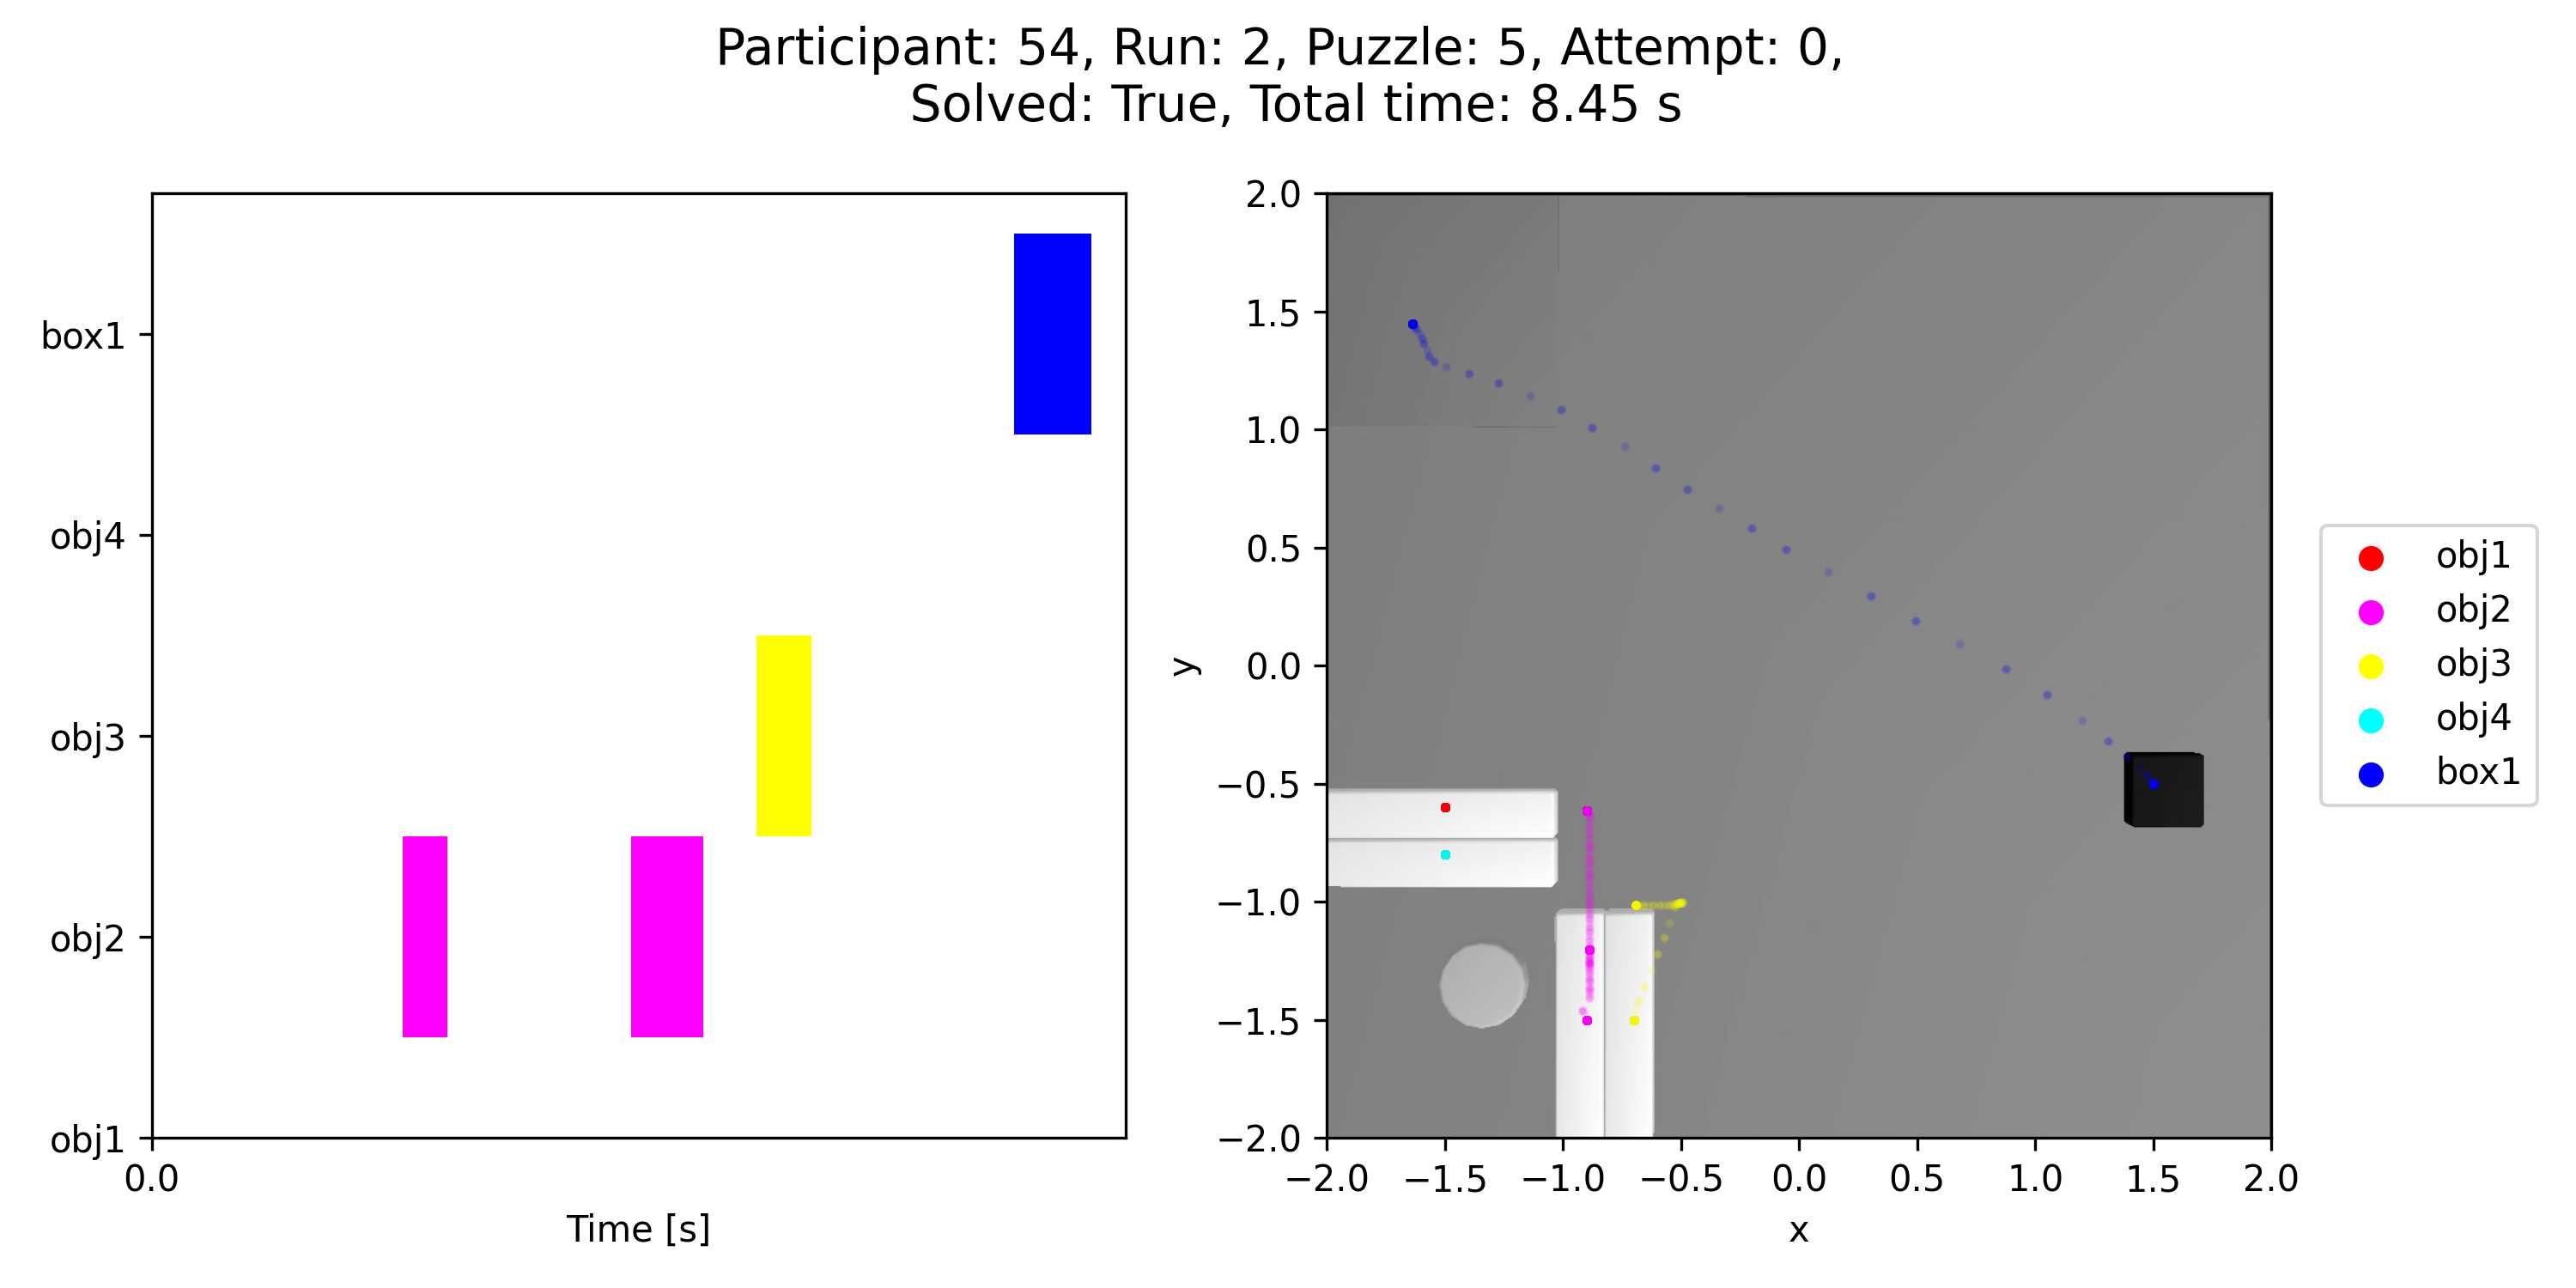 Participant: 54, Run: 2, Puzzle: 5, Attempt: 0,
Solved: True, Total time: 8.45 s
box1
obj4
obj3
obj2
obj1
0.0
Time [s]
2.0
1.5
1.0
0.5
0.0
−0.5
−1.0
−1.5
−2.0
y
−2.0 −1.5 −1.0 −0.5 0.0 0.5 1.0 1.5 2.0
x
obj1
obj2
obj3
obj4
box1